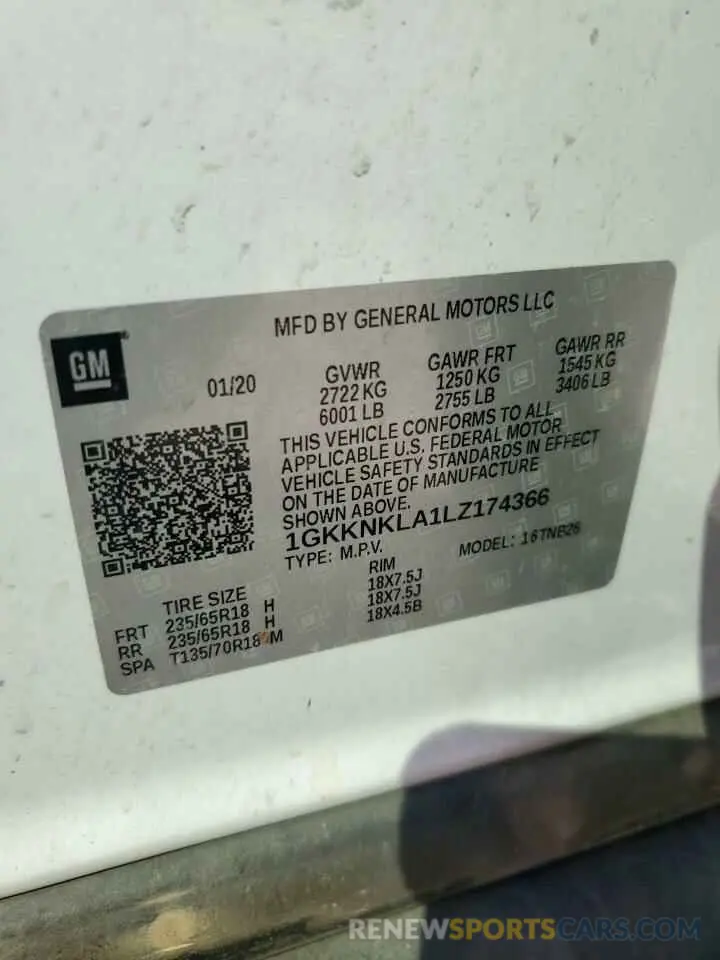 MFD BY GENERAL MOTORS LLC
GM
01/20
GVWR
2722 KG
6001 LB
GAWR FRT
1250 KG
2755 LB
GAWR RR
1545 KG
3406 LB
THIS VEHICLE CONFORMS TO ALL
APPLICABLE U.S. FEDERAL MOTOR
VEHICLE SAFETY STANDARDS IN EFFECT
ON THE DATE OF MANUFACTURE
SHOWN ABOVE.
1GKKNKLA1LZ174366
TYPE: M.P.V. MODEL: 16TNB26
TIRE SIZE RIM
FRT 235/65R18 H 18X7.5J
RR 235/65R18 H 18X7.5J
SPA T135/70R18 M 18X4.5B
RENEWSPORTSCARS.COM